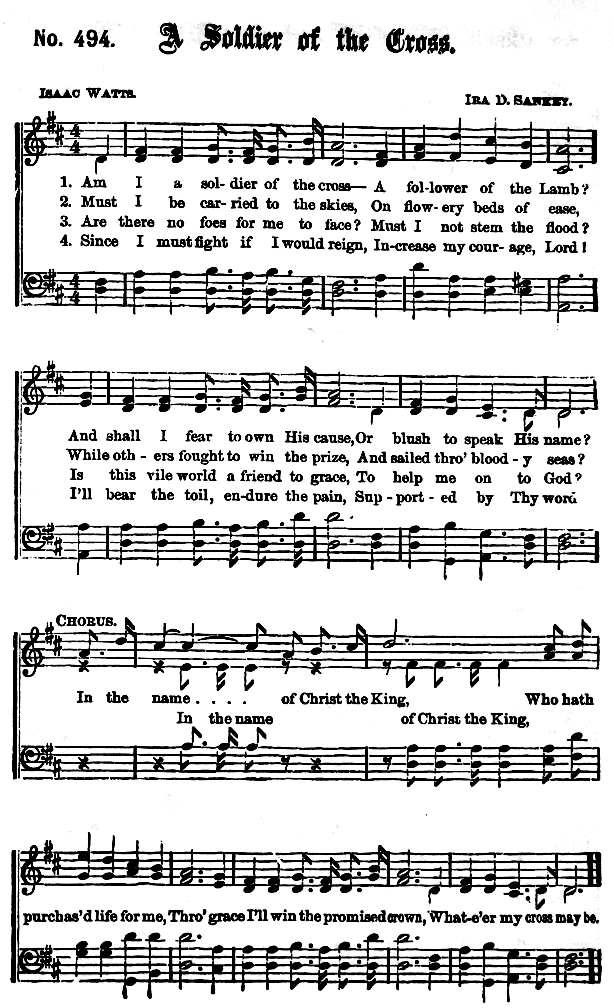 No. 494. A Soldier of the Cross.
ISAAC WATTS. IRA D. SANKEY.
4 4
1. Am I a sol- dier of the cross— A fol-lower of the Lamb?
2. Must I be car- ried to the skies, On flow-ery beds of ease,
3. Are there no foes for me to face? Must I not stem the flood?
4. Since I must fight if I would reign, In-crease my cour- age, Lord!
4 4
And shall I fear to own His cause, Or blush to speak His name?
While oth - ers fought to win the prize, And sailed thro' blood- y seas?
Is this vile world a friend to grace, To help me on to God?
I'll bear the toil, en-dure the pain, Sup - port - ed by Thy word
CHORUS.
In the name . . . . of Christ the King, Who hath
In the name of Christ the King,
purchas'd life for me, Thro' grace I'll win the promised crown, What-e'er my cross may be.